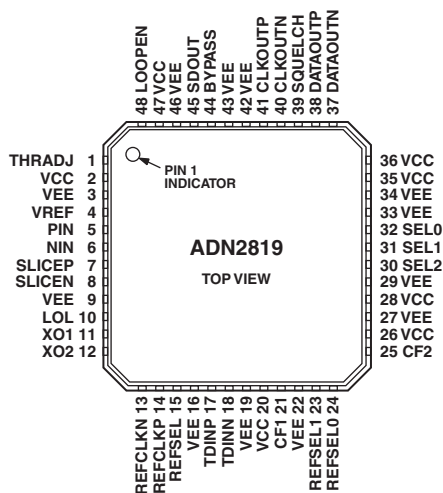 48 LOOPEN
47 VCC
46 VEE
45 SDOUT
44 BYPASS
43 VEE
42 VEE
41 CLKOUTP
40 CLKOUTN
39 SQUELCH
38 DATAOUTP
37 DATAOUTN
THRADJ 1
VCC 2
VEE 3
VREF 4
PIN 5
NIN 6
SLICEP 7
SLICEN 8
VEE 9
LOL 10
XO1 11
XO2 12
PIN 1
INDICATOR
ADN2819
TOP VIEW
36 VCC
35 VCC
34 VEE
33 VEE
32 SEL0
31 SEL1
30 SEL2
29 VEE
28 VCC
27 VEE
26 VCC
25 CF2
REFCLKN 13
REFCLKP 14
REFSEL 15
VEE 16
TDINP 17
TDINN 18
VEE 19
VCC 20
CF1 21
VEE 22
REFSEL1 23
REFSEL0 24